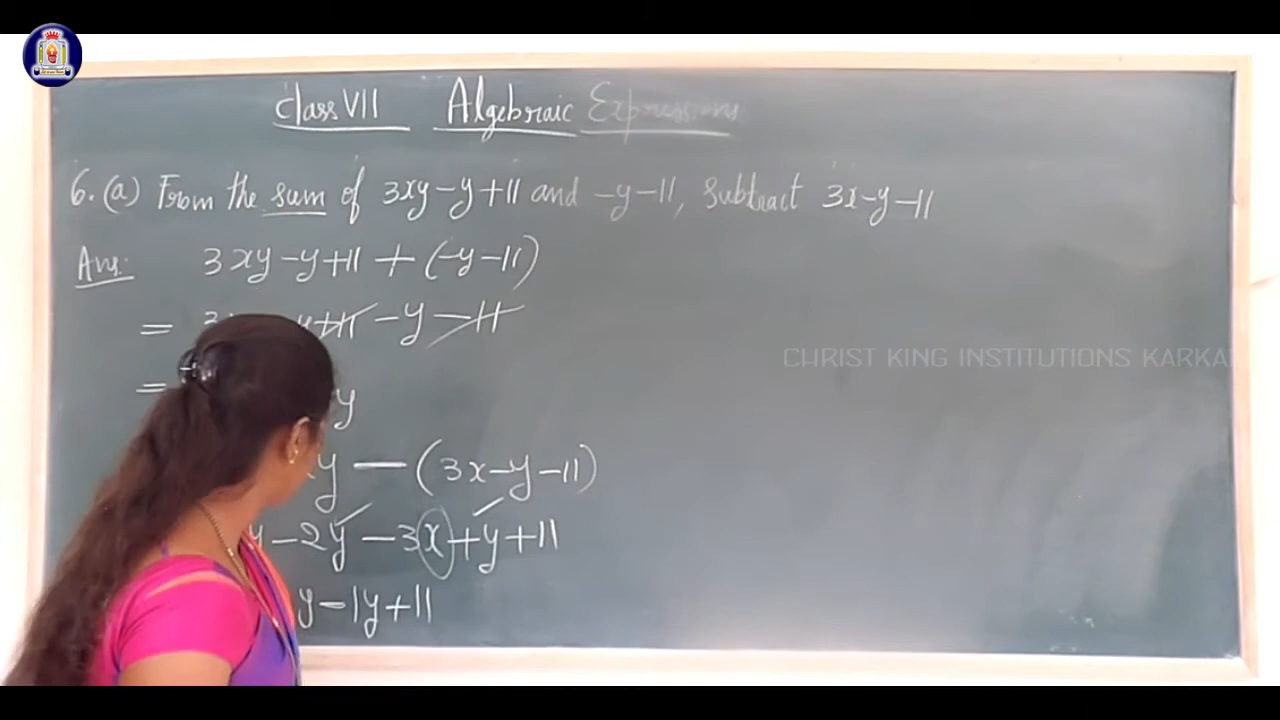 Class VII Algebraic Expressions
6.(a) From the sum of 3xy-y+11 and -y-11, Subtract 3x-y-11
Ans: 3xy-y+11+(-y-11)
= +11-y-11
= y
y-(3x-y-11)
-2y-3x+y+11
y-1y+11
CHRIST KING INSTITUTIONS